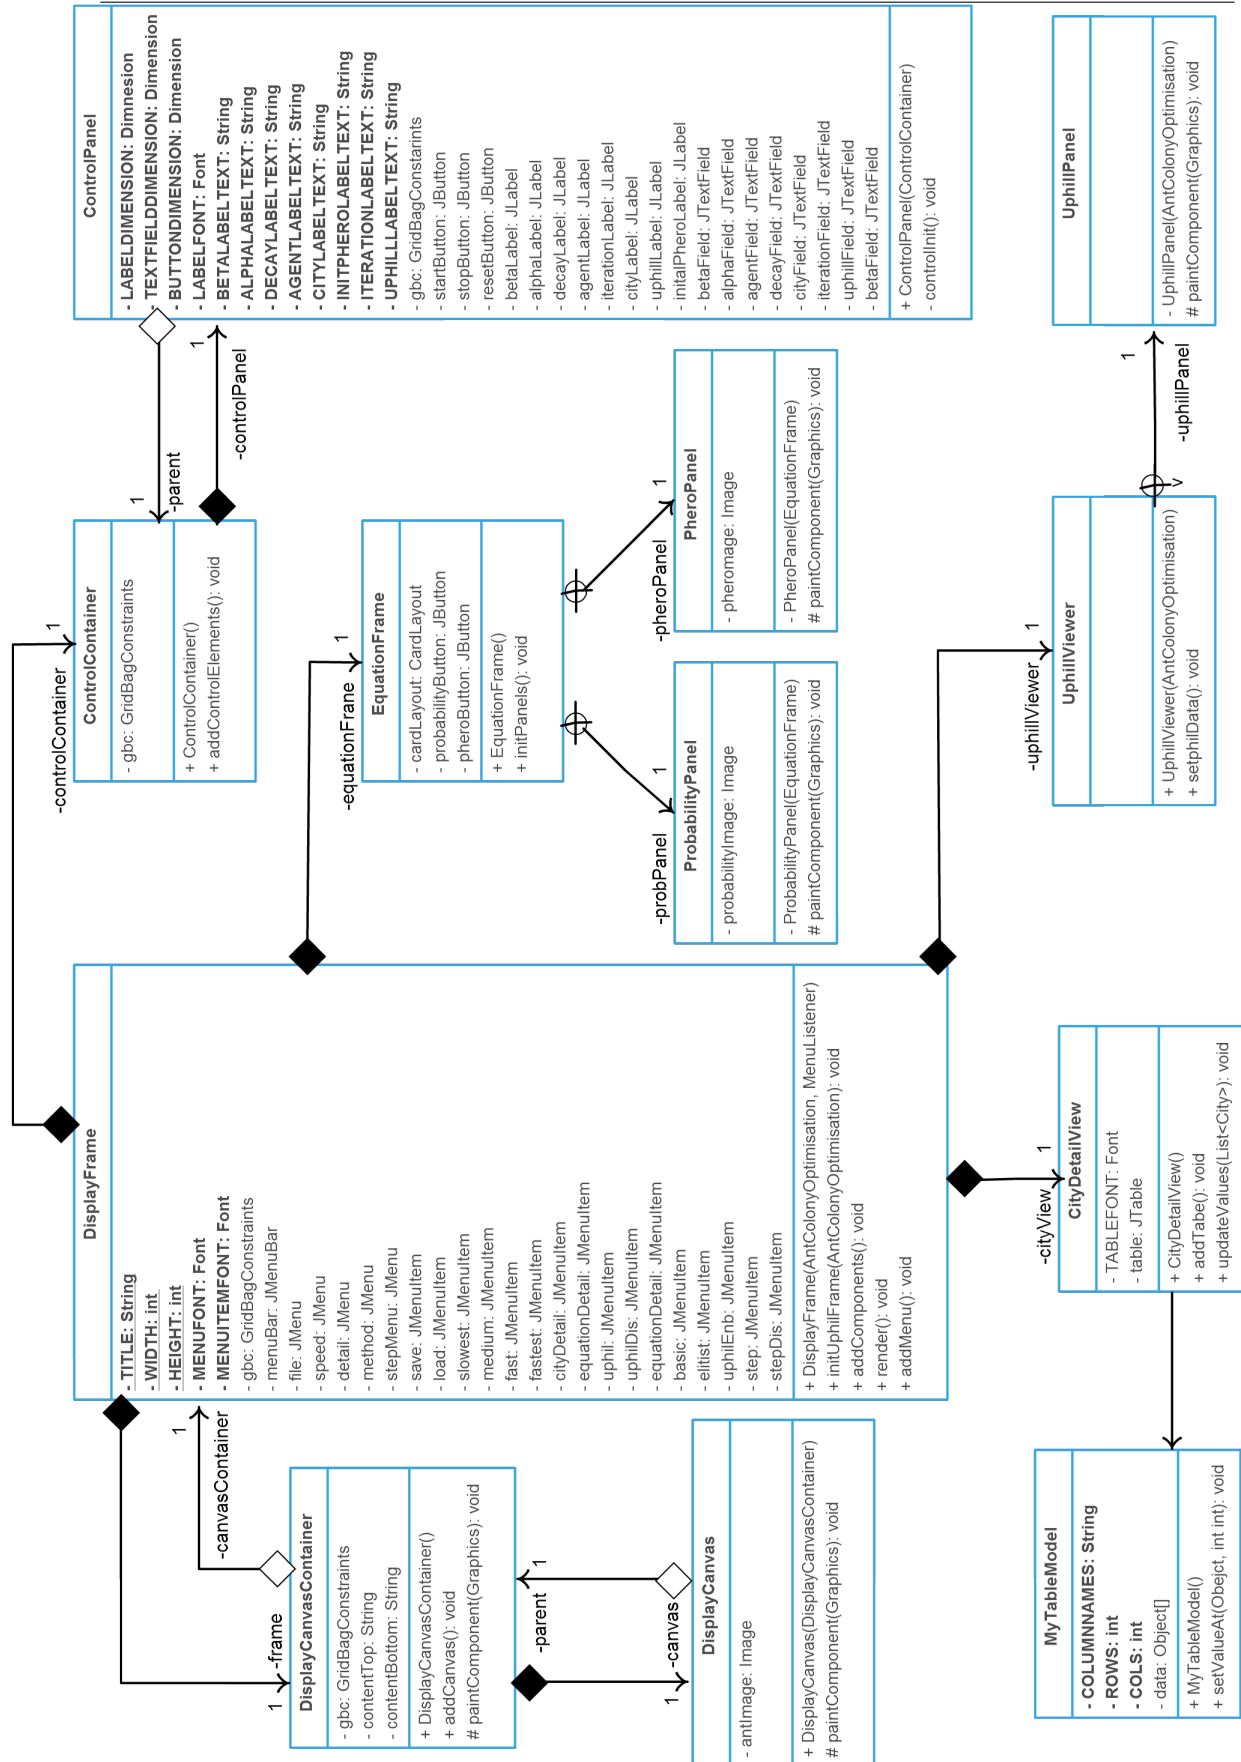 DisplayFrame
- TITLE: String
- WIDTH: int
- HEIGHT: int
- MENUFONT: Font
- MENUITEMFONT: Font
- gbc: GridBagConstraints
- menuBar: JMenuBar
- file: JMenu
- speed: JMenu
- detail: JMenu
- method: JMenu
- stepMenu: JMenu
- save: JMenuItem
- load: JMenuItem
- slowest: JMenuItem
- medium: JMenuItem
- fast: JMenuItem
- fastest: JMenuItem
- cityDetail: JMenuItem
- equationDetail: JMenuItem
- uphil: JMenuItem
- uphilDis: JMenuItem
- equationDetail: JMenuItem
- basic: JMenuItem
- elitist: JMenuItem
- uphilEnb: JMenuItem
- step: JMenuItem
- stepDis: JMenuItem
+ DisplayFrame(AntColonyOptimisation, MenuListener)
+ initUphilFrame(AntColonyOptimisation): void
+ addComponents(): void
+ render(): void
+ addMenu(): void
-controlContainer
1
ControlContainer
- gbc: GridBagConstraints
+ ControlContainer()
+ addControlElements(): void
1
-parent
1
-controlPanel
ControlPanel
- LABELDIMENSION: Dimnesion
- TEXTFIELDDIMENSION: Dimension
- BUTTONDIMENSION: Dimension
- LABELFONT: Font
- BETALABELTEXT: String
- ALPHALABELTEXT: String
- DECAYLABELTEXT: String
- AGENTLABELTEXT: String
- CITYLABELTEXT: String
- INITPHEROLABELTEXT: String
- ITERATIONLABELTEXT: String
- UPHILLLABELTEXT: String
- gbc: GridBagConstarints
- startButton: JButton
- stopButton: JButton
- resetButton: JButton
- betaLabel: JLabel
- alphaLabel: JLabel
- decayLabel: JLabel
- agentLabel: JLabel
- iterationLabel: JLabel
- cityLabel: JLabel
- uphillLabel: JLabel
- initalPheroLabel: JLabel
- betaField: JTextField
- alphaField: JTextField
- agentField: JTextField
- decayField: JTextField
- cityField: JTextField
- iterationField: JTextField
- uphillField: JTextField
- betaField: JTextField
+ ControlPanel(ControlContainer)
- controlInit(): void
-equationFrane
1
EquationFrame
- cardLayout: CardLayout
- probabilityButton: JButton
- pheroButton: JButton
+ EquationFrame()
+ initPanels(): void
-probPanel
1
ProbabilityPanel
- probabilityImage: Image
- ProbabilityPanel(EquationFrame)
# paintComponent(Graphics): void
-pheroPanel
1
PheroPanel
- pheromage: Image
- PheroPanel(EquationFrame)
# paintComponent(Graphics): void
-uphillViewer
1
UphillViewer
+ UphillViewer(AntColonyOptimisation)
+ setphilData(): void
v
1
-uphillPanel
UphillPanel
- UphillPanel(AntColonyOptimisation)
# paintComponent(Graphics): void
1
-canvasContainer
1
-frame
DisplayCanvasContainer
- gbc: GridBagConstraints
- contentTop: String
- contentBottom: String
+ DisplayCanvasContainer()
+ addCanvas(): void
# paintComponent(Graphics): void
1
-parent
1
-canvas
DisplayCanvas
- antImage: Image
+ DisplayCanvas(DisplayCanvasContainer)
# paintComponent(Graphics): void
-cityView
1
CityDetailView
- TABLEFONT: Font
- table: JTable
+ CityDetailView()
+ addTabe(): void
+ updateValues(List<City>): void
MyTableModel
- COLUMNNAMES: String
- ROWS: int
- COLS: int
- data: Object[]
+ MyTableModel()
+ setValueAt(Obejct, int int): void